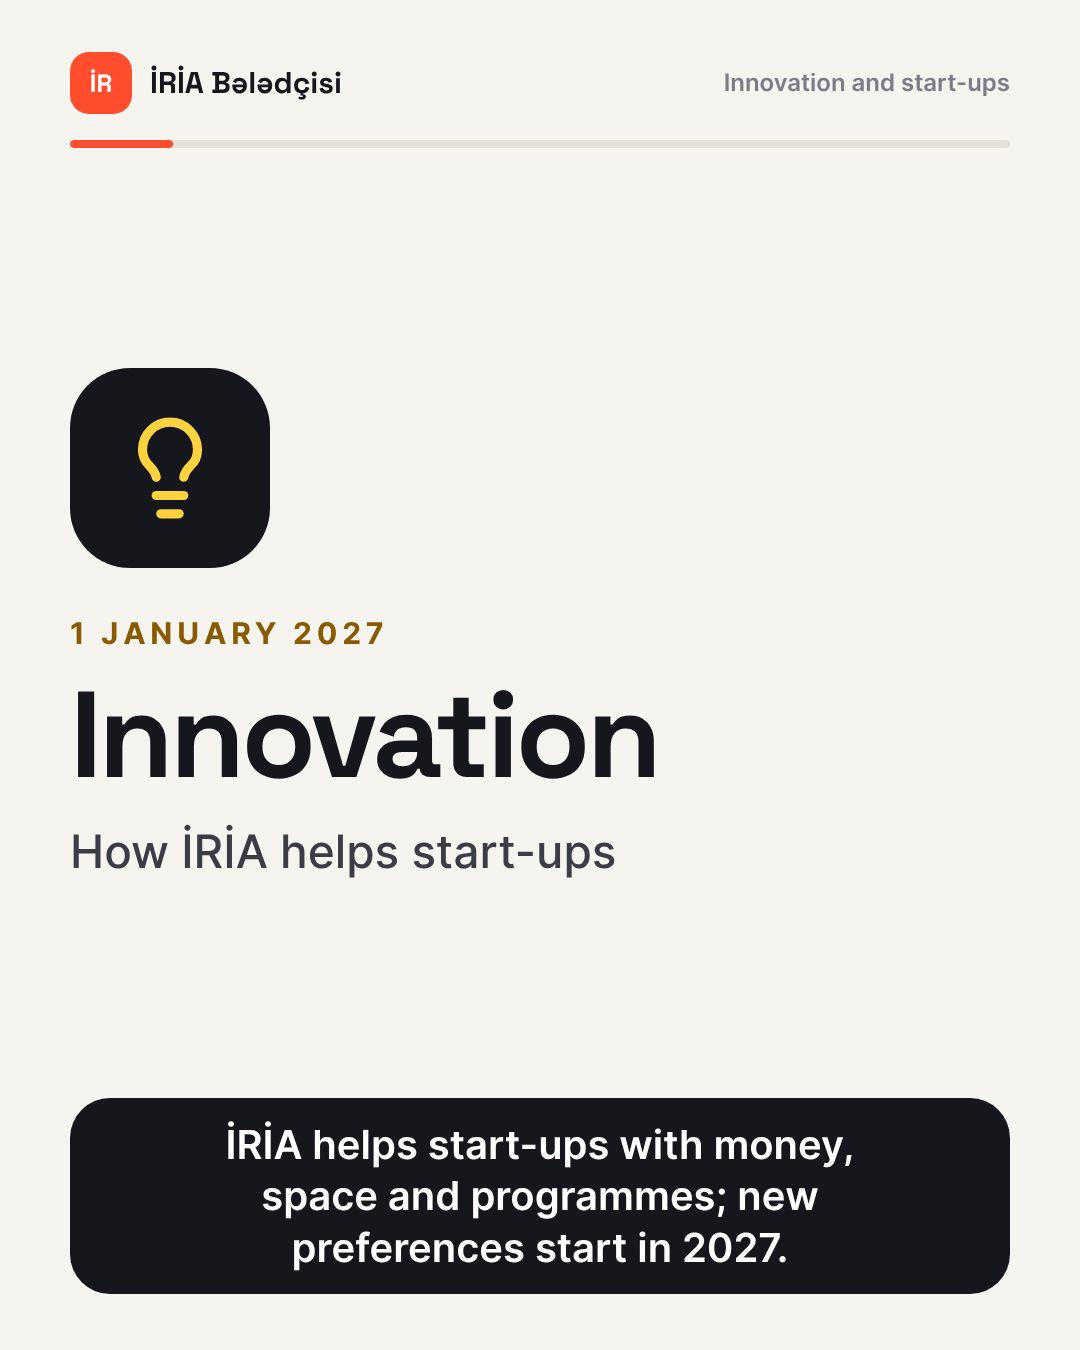 İR
İRİA Bələdçisi
Innovation and start-ups
1 JANUARY 2027
Innovation
How İRİA helps start-ups
İRİA helps start-ups with money,
space and programmes; new
preferences start in 2027.